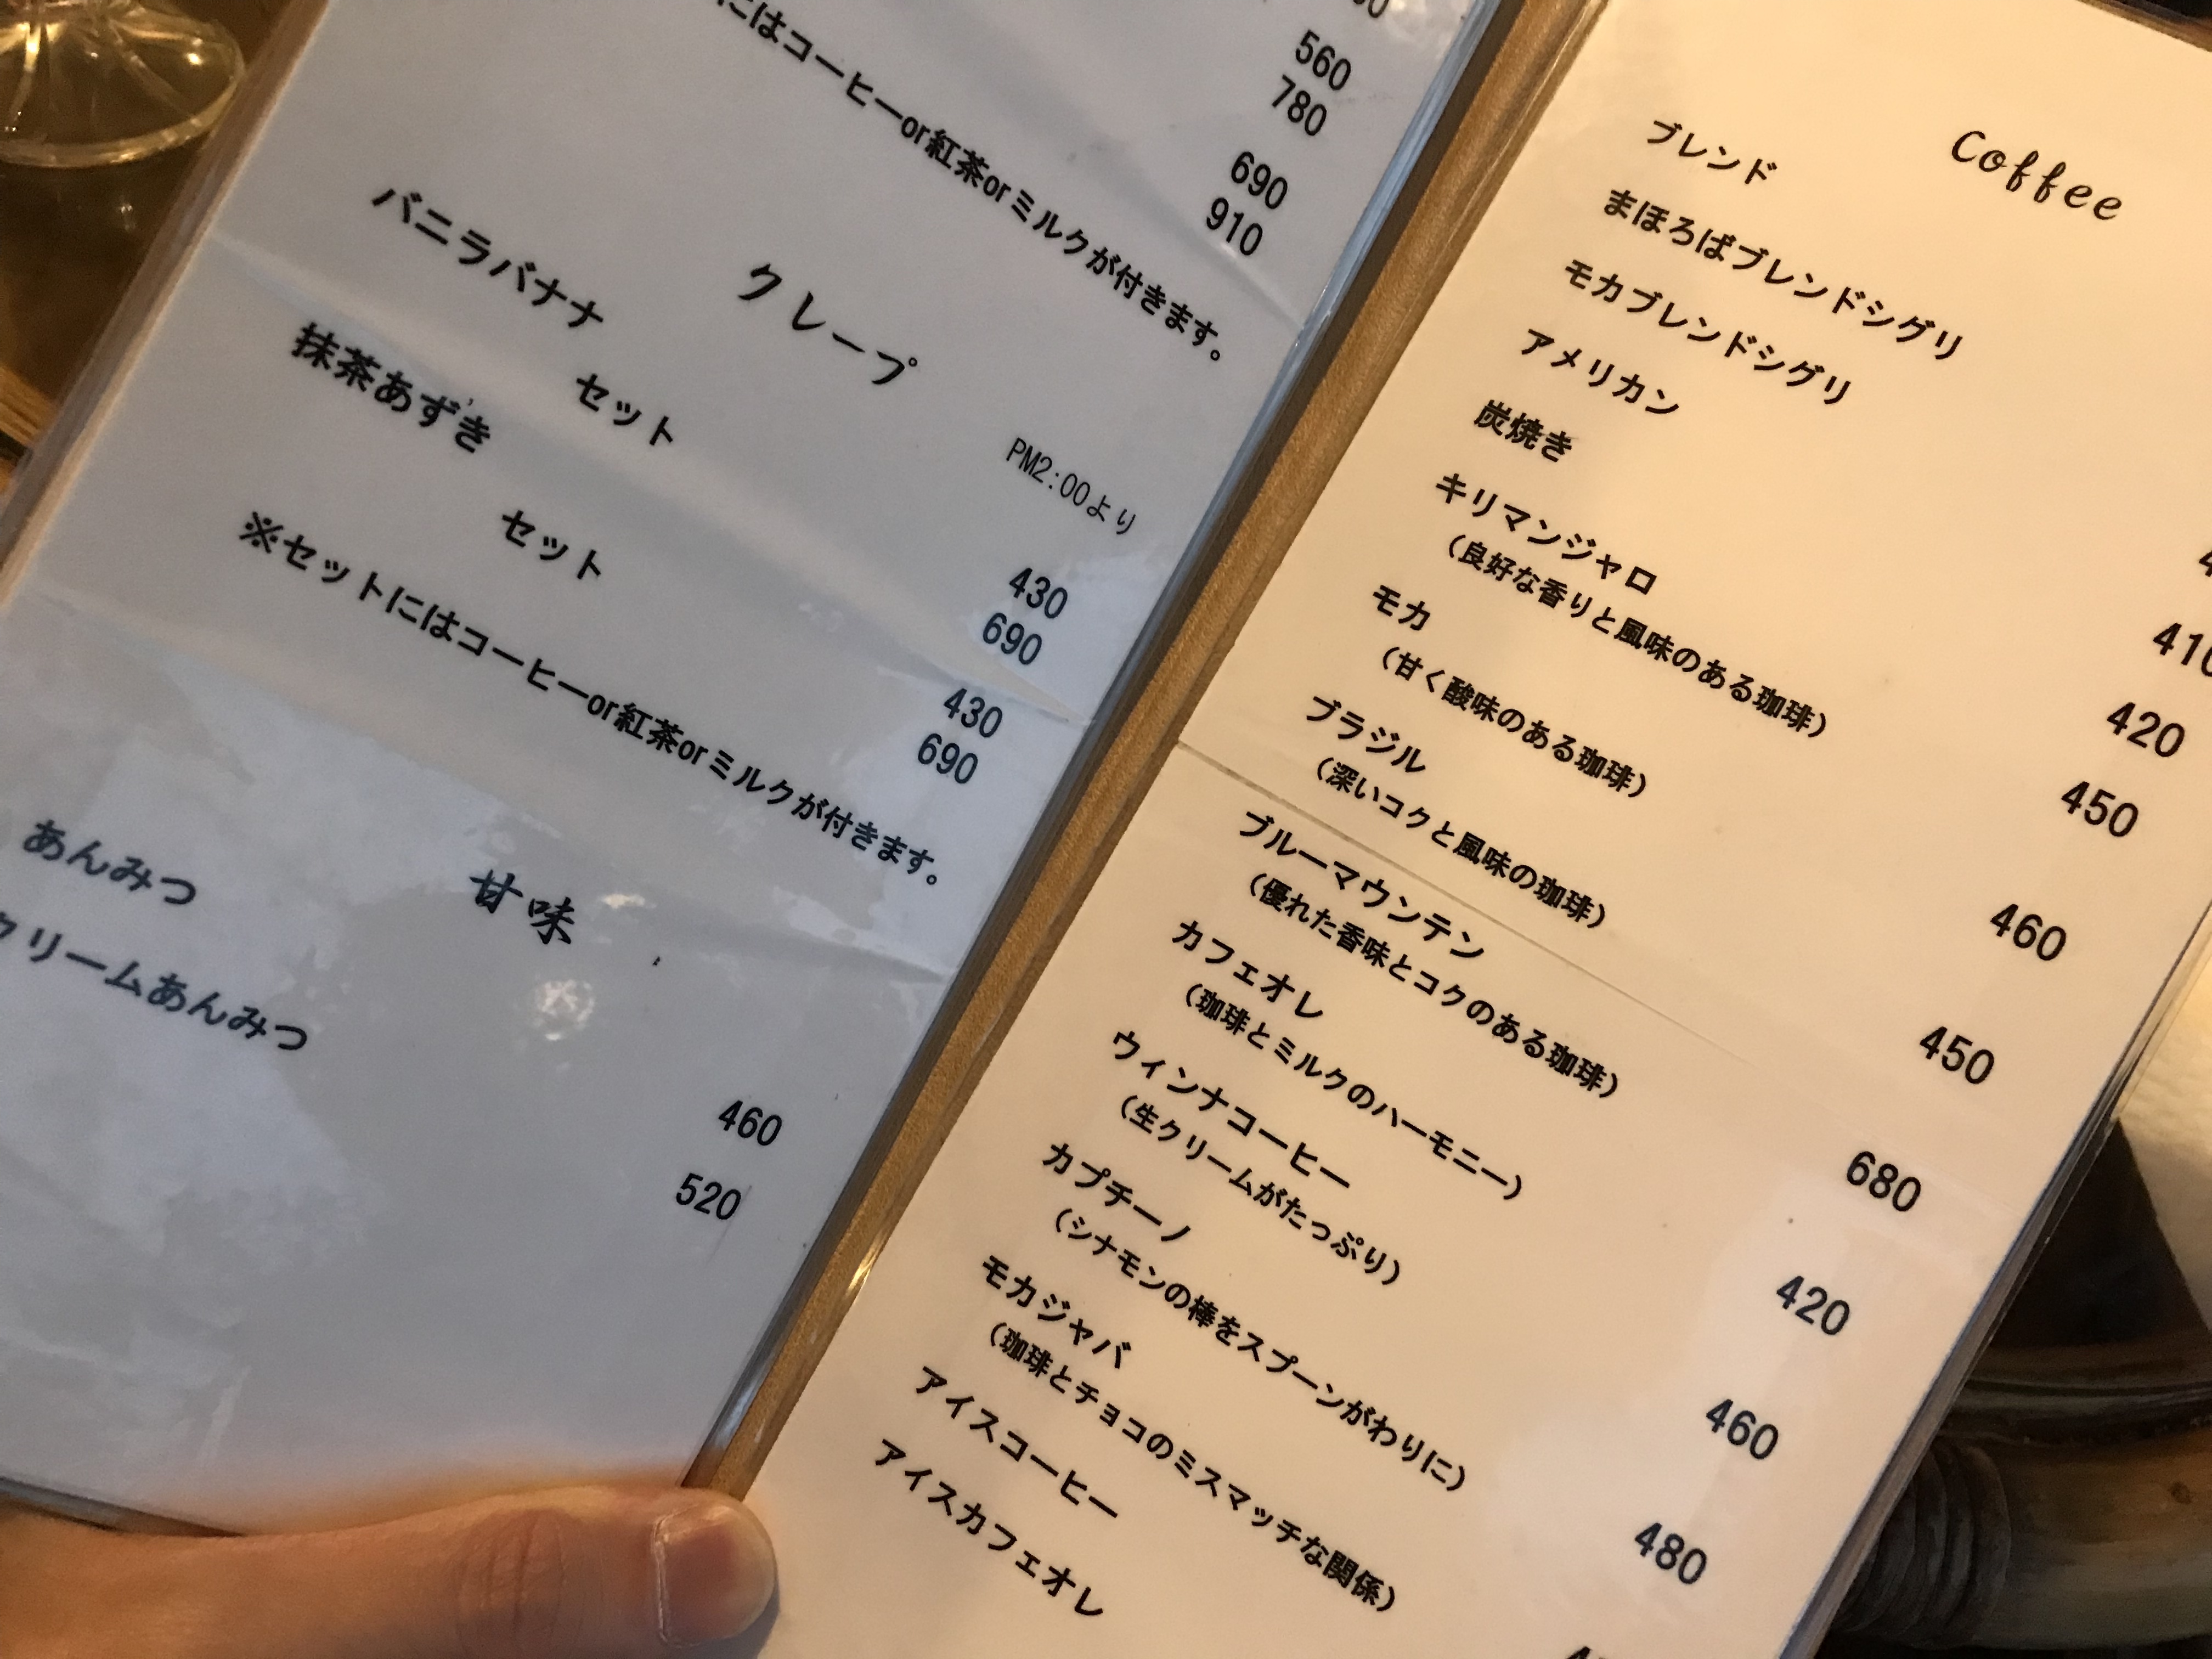 560
780
690
910
にはコーヒーor紅茶orミルクが付きます。
クレープ
PM2:00より
バニラバナナ 430
セット 690
抹茶あずき 430
セット 690
※セットにはコーヒーor紅茶orミルクが付きます。
甘味
あんみつ 460
クリームあんみつ 520
Coffee
ブレンド
まほろばブレンドシグリ
モカブレンドシグリ
アメリカン 410
炭焼き 420
キリマンジャロ 450
(良好な香りと風味のある珈琲)
モカ 460
(甘く酸味のある珈琲)
ブラジル 450
(深いコクと風味の珈琲)
ブルーマウンテン 680
(優れた香味とコクのある珈琲)
カフェオレ 420
(珈琲とミルクのハーモニー)
ウィンナコーヒー 460
(生クリームがたっぷり)
カプチーノ 480
(シナモンの棒をスプーンがわりに)
モカジャバ
(珈琲とチョコのミスマッチな関係)
アイスコーヒー
アイスカフェオレ